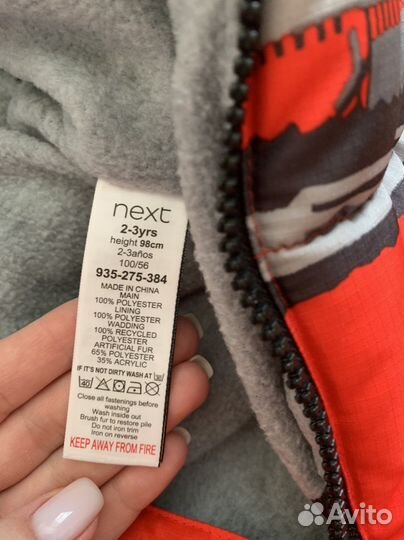 next
2-3yrs
height 98cm
2-3años
100/56
935-275-384
MADE IN CHINA
MAIN
100% POLYESTER
LINING
100% POLYESTER
WADDING
100% RECYCLED
POLYESTER
ARTIFICIAL FUR
65% POLYESTER
35% ACRYLIC
IF IT'S NOT DIRTY WASH AT 30
40
Close all fastenings before
washing
Wash inside out
Brush fur to restore pile
Do not iron trim
Iron on reverse
KEEP AWAY FROM FIRE
Avito